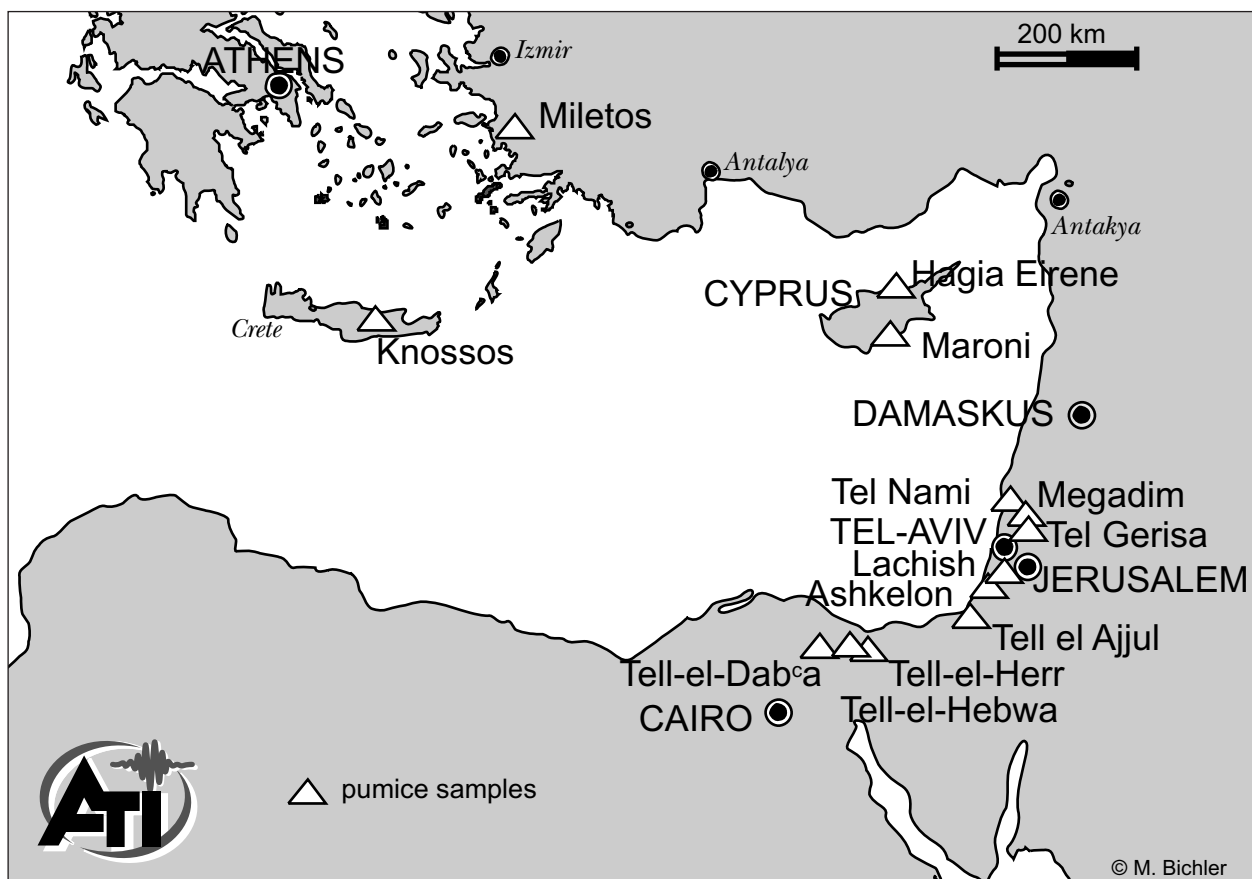 200 km
ATHENS
Izmir
Miletos
Antalya
Antakya
Hagia Eirene
CYPRUS
Crete
Knossos
Maroni
DAMASKUS
Tel Nami
Megadim
TEL-AVIV
Tel Gerisa
Lachish
JERUSALEM
Ashkelon
Tell el Ajjul
Tell-el-Dabᶜa
Tell-el-Herr
CAIRO
Tell-el-Hebwa
ATI
pumice samples
© M. Bichler